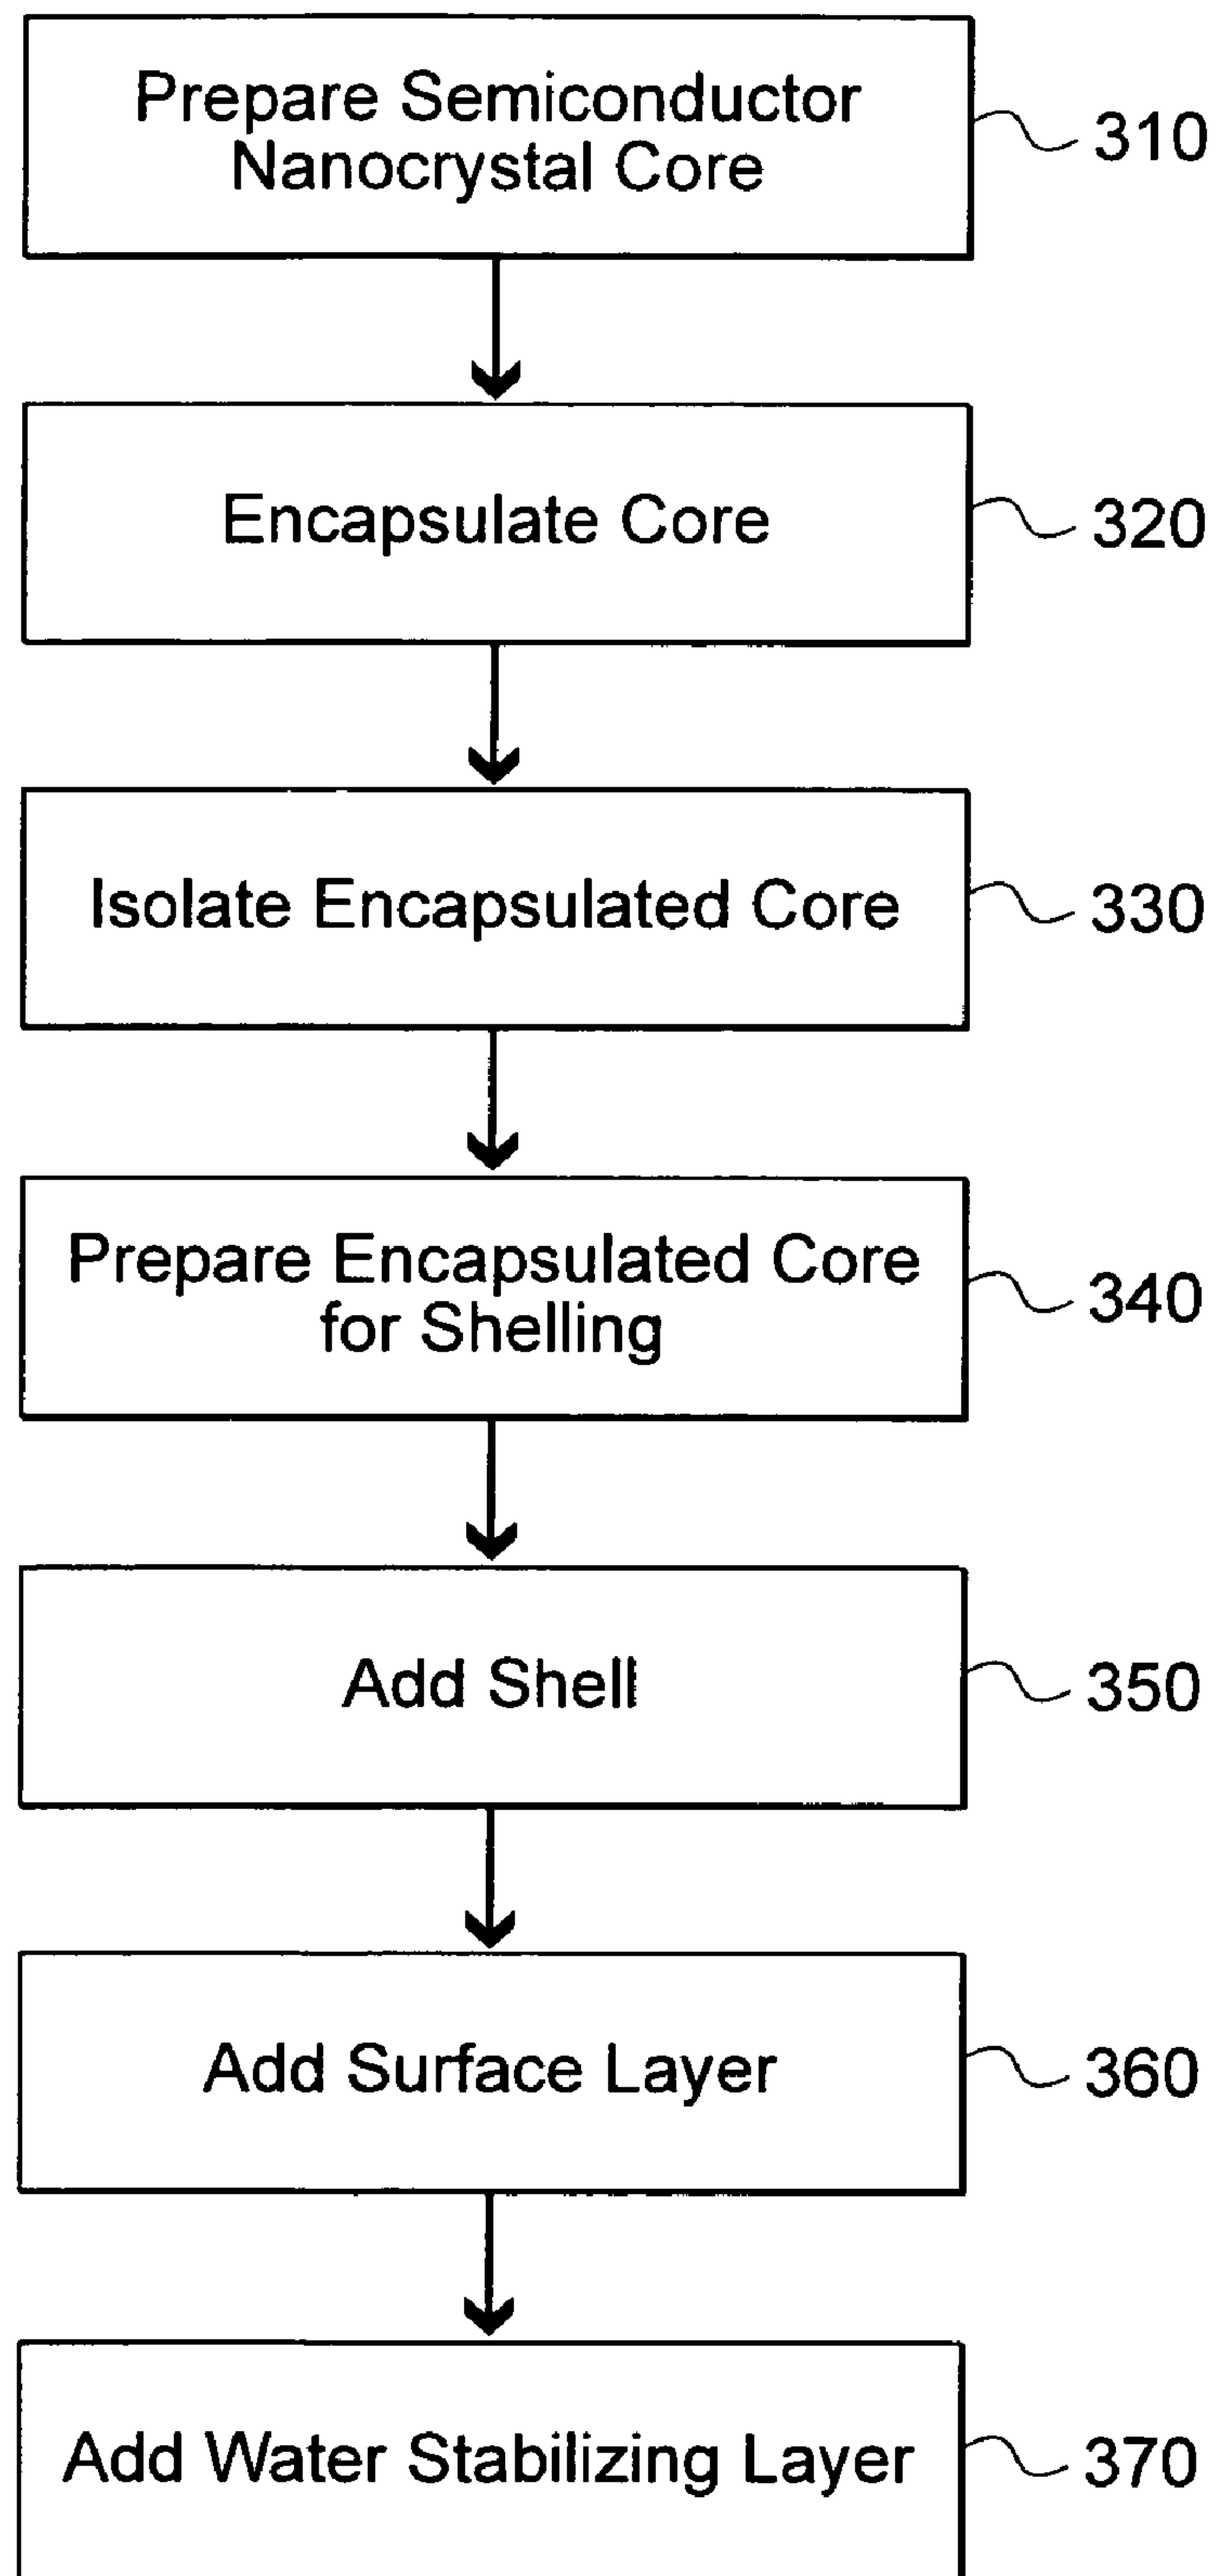 Prepare Semiconductor
Nanocrystal Core
310
Encapsulate Core
320
Isolate Encapsulated Core
330
Prepare Encapsulated Core
for Shelling
340
Add Shell
350
Add Surface Layer
360
Add Water Stabilizing Layer
370